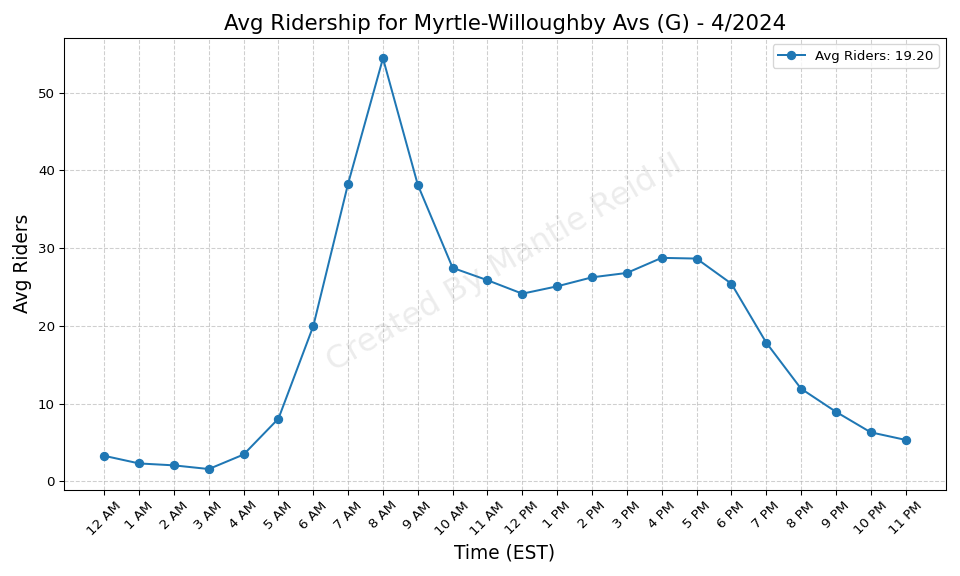 Avg Ridership for Myrtle-Willoughby Avs (G) - 4/2024
Avg Riders: 19.20
Avg Riders
50
40
30
20
10
0
Created By Mantle Reid II
12 AM
1 AM
2 AM
3 AM
4 AM
5 AM
6 AM
7 AM
8 AM
9 AM
10 AM
11 AM
12 PM
1 PM
2 PM
3 PM
4 PM
5 PM
6 PM
7 PM
8 PM
9 PM
10 PM
11 PM
Time (EST)